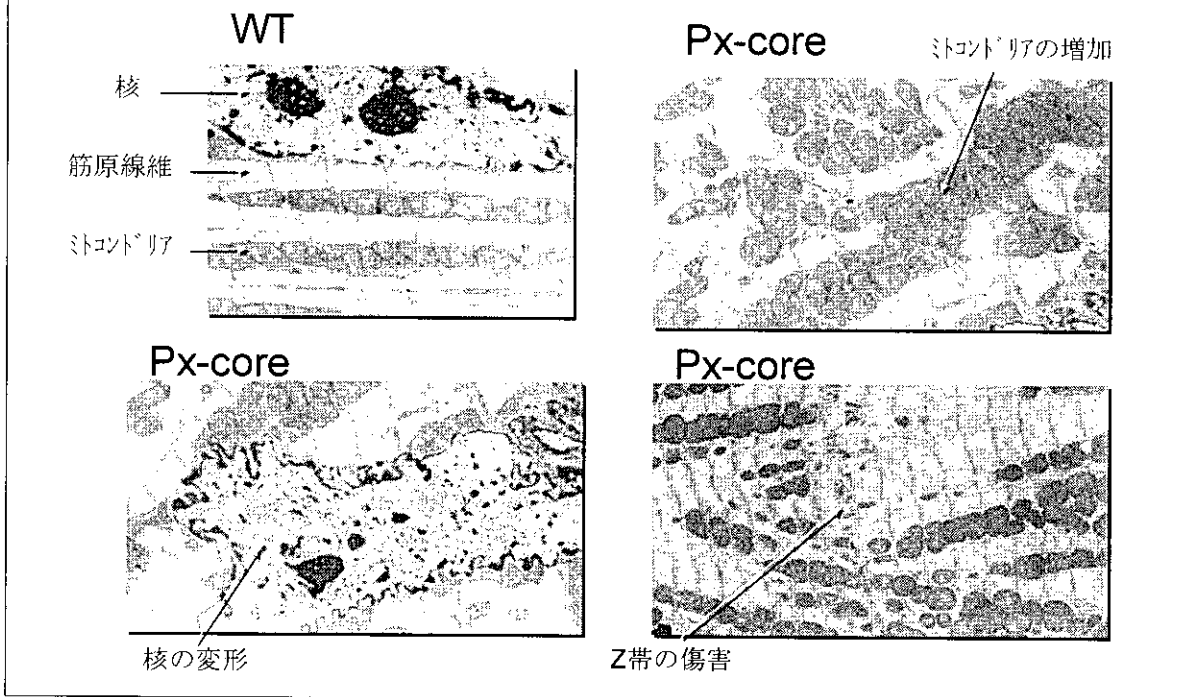 WT
核
筋原線維
ﾐﾄｺﾝﾄﾞﾘｱ
Px-core
ﾐﾄｺﾝﾄﾞﾘｱの増加
Px-core
核の変形
Px-core
Z帯の傷害